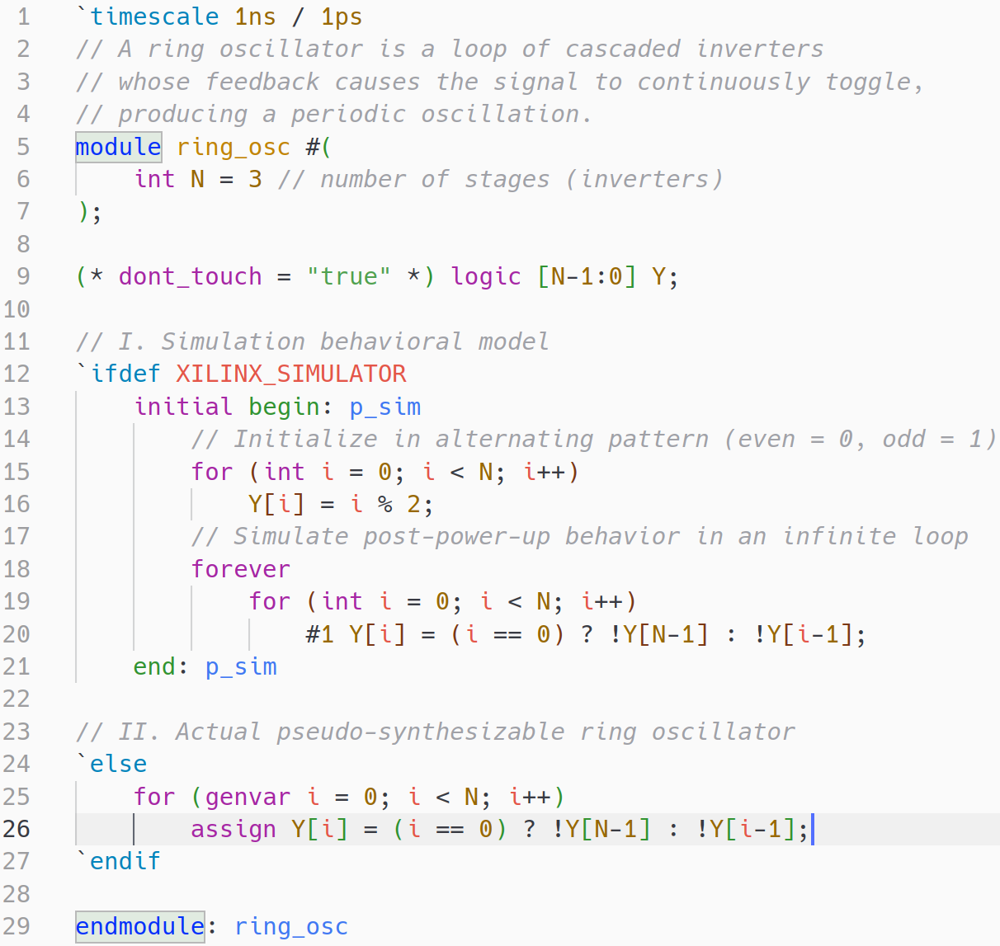 1 `timescale 1ns / 1ps
2 // A ring oscillator is a loop of cascaded inverters
3 // whose feedback causes the signal to continuously toggle,
4 // producing a periodic oscillation.
5 module ring_osc #(
6     int N = 3 // number of stages (inverters)
7 );
8
9 (* dont_touch = "true" *) logic [N-1:0] Y;
10
11 // I. Simulation behavioral model
12 `ifdef XILINX_SIMULATOR
13     initial begin: p_sim
14         // Initialize in alternating pattern (even = 0, odd = 1)
15         for (int i = 0; i < N; i++)
16             Y[i] = i % 2;
17         // Simulate post-power-up behavior in an infinite loop
18         forever
19             for (int i = 0; i < N; i++)
20                 #1 Y[i] = (i == 0) ? !Y[N-1] : !Y[i-1];
21     end: p_sim
22
23 // II. Actual pseudo-synthesizable ring oscillator
24 `else
25     for (genvar i = 0; i < N; i++)
26         assign Y[i] = (i == 0) ? !Y[N-1] : !Y[i-1];
27 `endif
28
29 endmodule: ring_osc